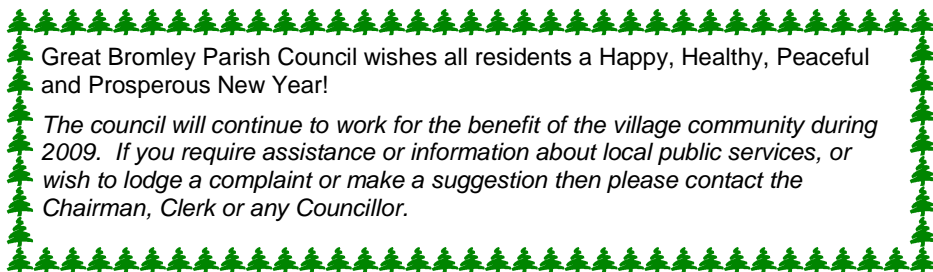 Great Bromley Parish Council wishes all residents a Happy, Healthy, Peaceful
and Prosperous New Year!
The council will continue to work for the benefit of the village community during
2009.  If you require assistance or information about local public services, or
wish to lodge a complaint or make a suggestion then please contact the
Chairman, Clerk or any Councillor.